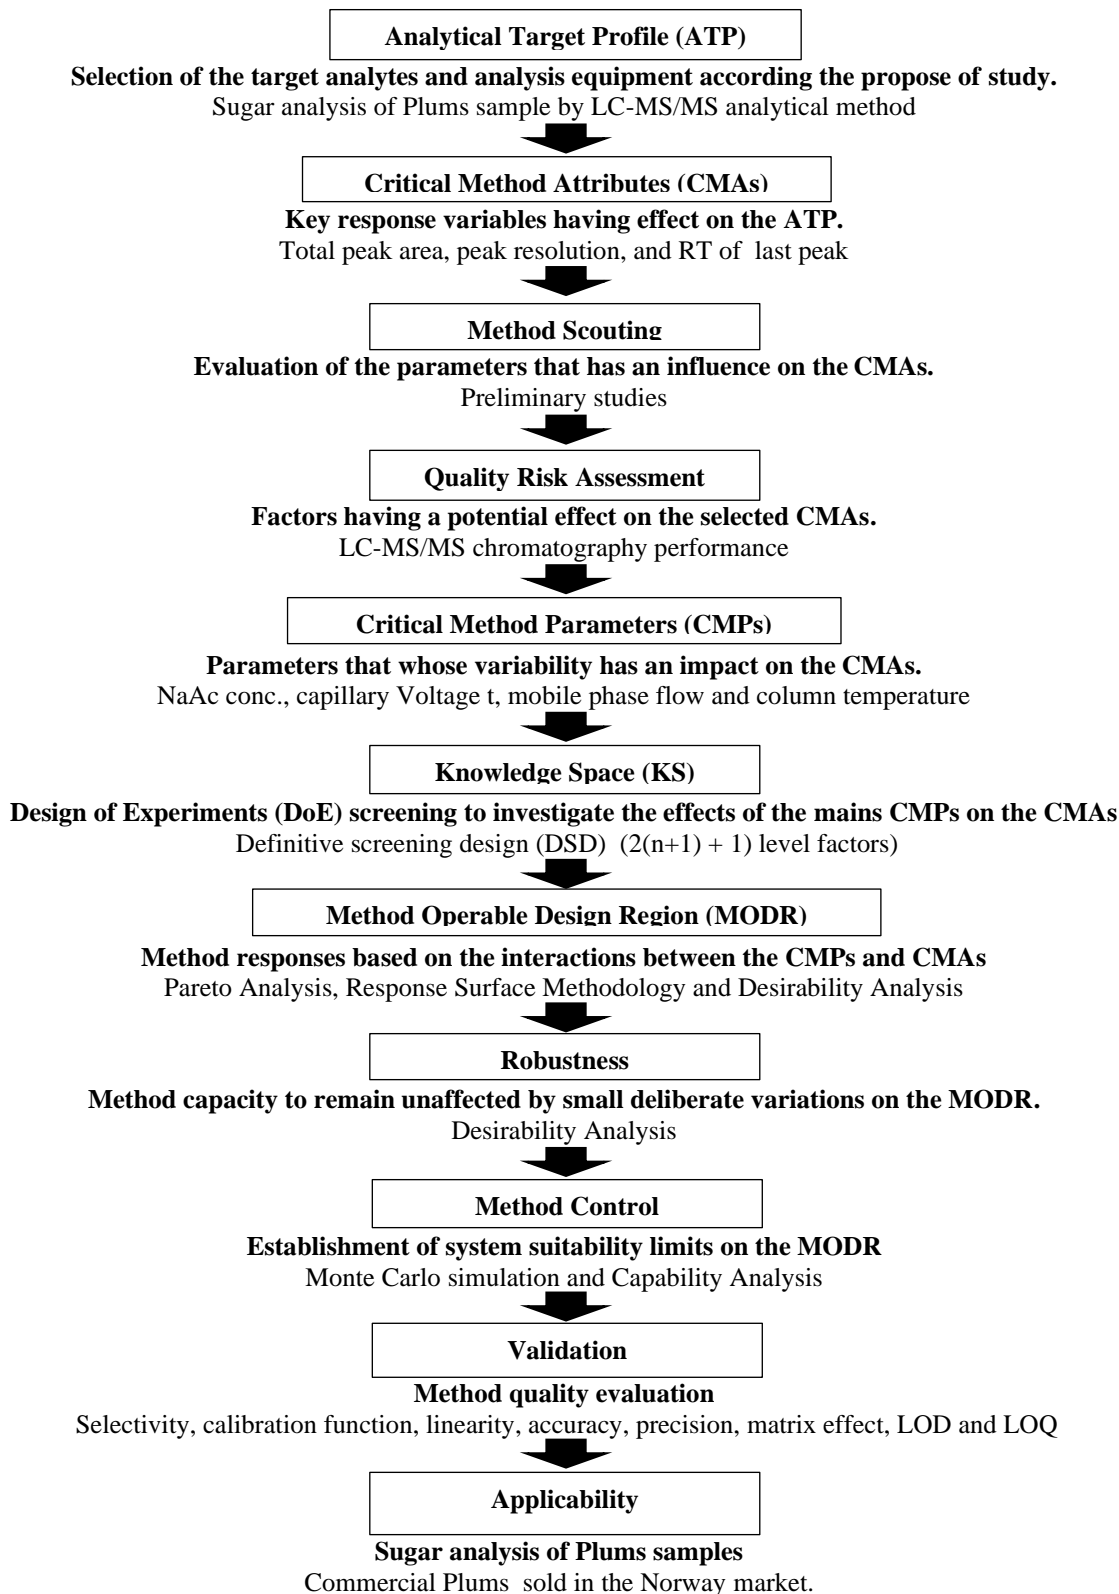 Analytical Target Profile (ATP)
Selection of the target analytes and analysis equipment according the propose of study.
Sugar analysis of Plums sample by LC-MS/MS analytical method
Critical Method Attributes (CMAs)
Key response variables having effect on the ATP.
Total peak area, peak resolution, and RT of last peak
Method Scouting
Evaluation of the parameters that has an influence on the CMAs.
Preliminary studies
Quality Risk Assessment
Factors having a potential effect on the selected CMAs.
LC-MS/MS chromatography performance
Critical Method Parameters (CMPs)
Parameters that whose variability has an impact on the CMAs.
NaAc conc., capillary Voltage t, mobile phase flow and column temperature
Knowledge Space (KS)
Design of Experiments (DoE) screening to investigate the effects of the mains CMPs on the CMAs
Definitive screening design (DSD) (2(n+1) + 1) level factors)
Method Operable Design Region (MODR)
Method responses based on the interactions between the CMPs and CMAs
Pareto Analysis, Response Surface Methodology and Desirability Analysis
Robustness
Method capacity to remain unaffected by small deliberate variations on the MODR.
Desirability Analysis
Method Control
Establishment of system suitability limits on the MODR
Monte Carlo simulation and Capability Analysis
Validation
Method quality evaluation
Selectivity, calibration function, linearity, accuracy, precision, matrix effect, LOD and LOQ
Applicability
Sugar analysis of Plums samples
Commercial Plums sold in the Norway market.